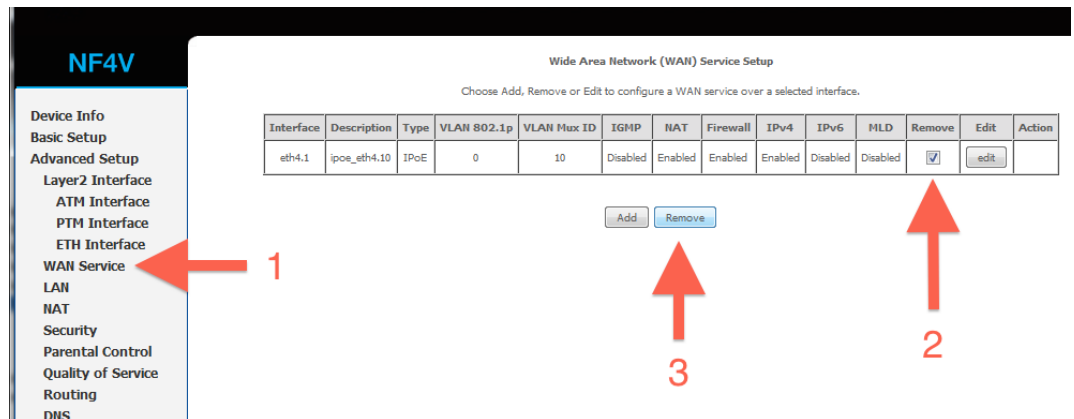 NF4V
Device Info
Basic Setup
Advanced Setup
Layer2 Interface
ATM Interface
PTM Interface
ETH Interface
WAN Service
LAN
NAT
Security
Parental Control
Quality of Service
Routing
DNS
Wide Area Network (WAN) Service Setup
Choose Add, Remove or Edit to configure a WAN service over a selected interface.
Interface Description Type VLAN 802.1p VLAN Mux ID IGMP NAT Firewall IPv4 IPv6 MLD Remove Edit Action
eth4.1 ipoe_eth4.10 IPoE 0 10 Disabled Enabled Enabled Enabled Disabled Disabled edit
Add Remove
1
2
3